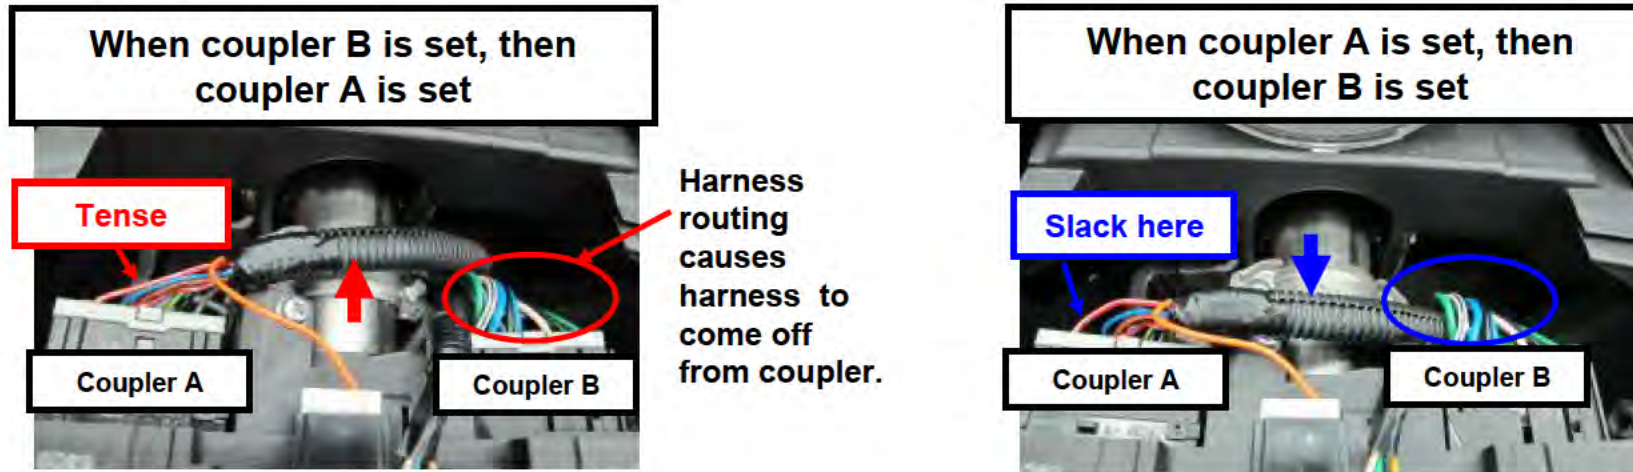 When coupler B is set, then
coupler A is set
Tense
Coupler A
Coupler B
Harness
routing
causes
harness to
come off
from coupler.
When coupler A is set, then
coupler B is set
Slack here
Coupler A
Coupler B